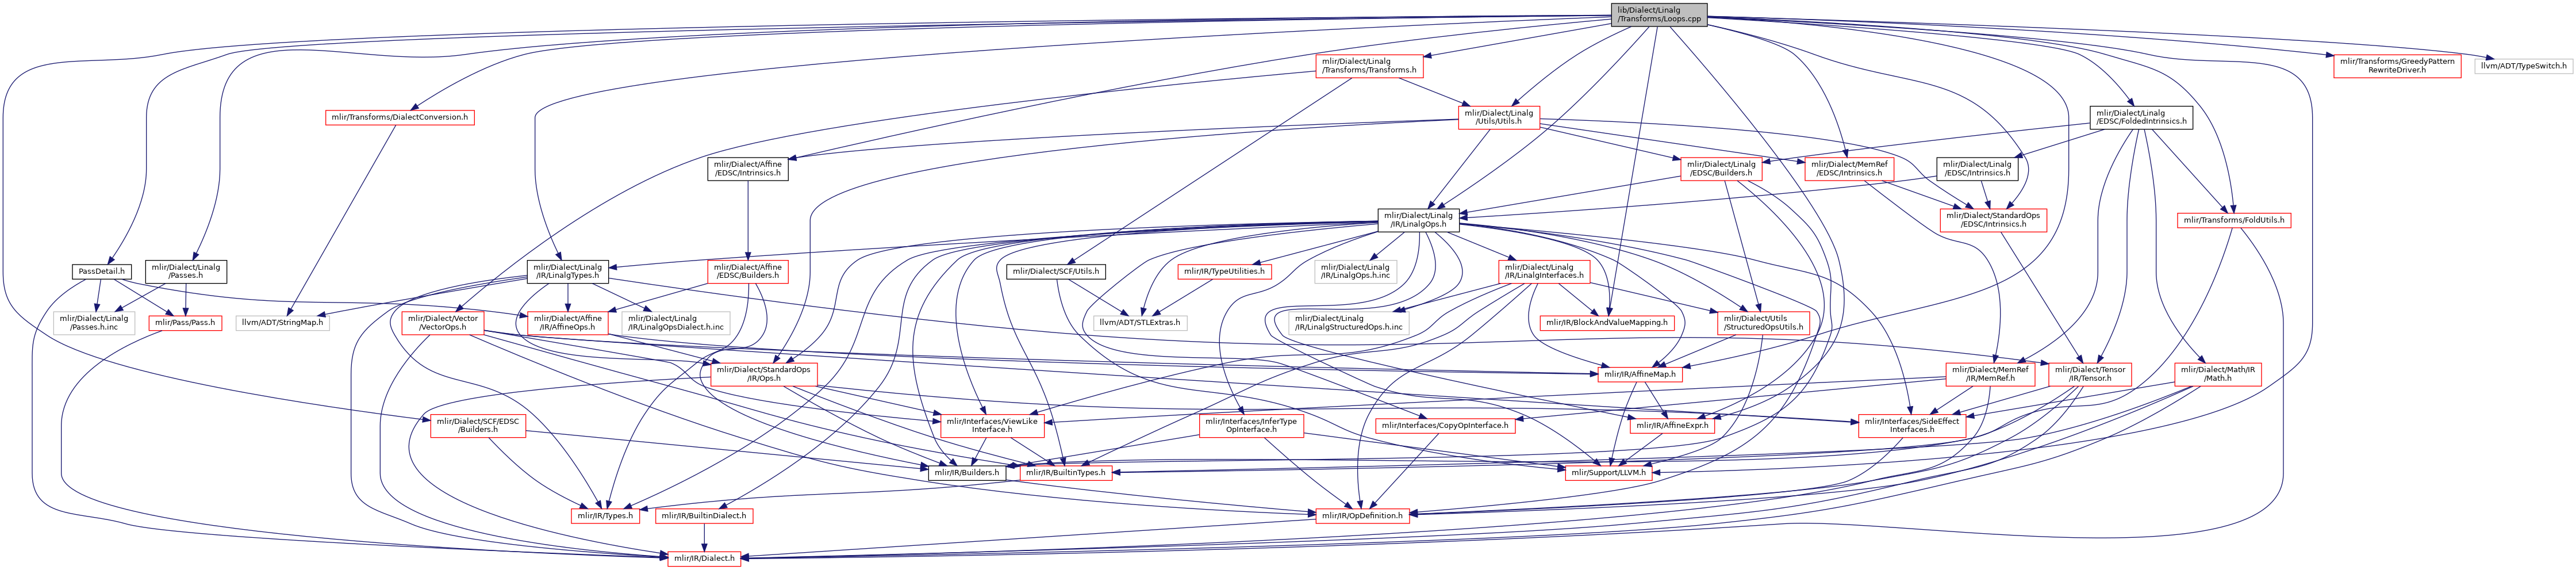 lib/Dialect/Linalg
/Transforms/Loops.cpp
mlir/Dialect/Linalg
/Transforms/Transforms.h
mlir/Transforms/GreedyPattern
RewriteDriver.h
llvm/ADT/TypeSwitch.h
mlir/Transforms/DialectConversion.h
mlir/Dialect/Linalg
/Utils/Utils.h
mlir/Dialect/Linalg
/EDSC/FoldedIntrinsics.h
mlir/Dialect/Affine
/EDSC/Intrinsics.h
mlir/Dialect/Linalg
/EDSC/Builders.h
mlir/Dialect/MemRef
/EDSC/Intrinsics.h
mlir/Dialect/Linalg
/EDSC/Intrinsics.h
mlir/Dialect/Linalg
/IR/LinalgOps.h
mlir/Dialect/StandardOps
/EDSC/Intrinsics.h
mlir/Transforms/FoldUtils.h
PassDetail.h
mlir/Dialect/Linalg
/Passes.h
mlir/Dialect/Linalg
/IR/LinalgTypes.h
mlir/Dialect/Affine
/EDSC/Builders.h
mlir/Dialect/SCF/Utils.h
mlir/IR/TypeUtilities.h
mlir/Dialect/Linalg
/IR/LinalgOps.h.inc
mlir/Dialect/Linalg
/IR/LinalgInterfaces.h
mlir/Dialect/Linalg
/Passes.h.inc
mlir/Pass/Pass.h
llvm/ADT/StringMap.h
mlir/Dialect/Vector
/VectorOps.h
mlir/Dialect/Affine
/IR/AffineOps.h
mlir/Dialect/Linalg
/IR/LinalgOpsDialect.h.inc
llvm/ADT/STLExtras.h
mlir/Dialect/Linalg
/IR/LinalgStructuredOps.h.inc
mlir/IR/BlockAndValueMapping.h
mlir/Dialect/Utils
/StructuredOpsUtils.h
mlir/Dialect/StandardOps
/IR/Ops.h
mlir/IR/AffineMap.h
mlir/Dialect/MemRef
/IR/MemRef.h
mlir/Dialect/Tensor
/IR/Tensor.h
mlir/Dialect/Math/IR
/Math.h
mlir/Dialect/SCF/EDSC
/Builders.h
mlir/Interfaces/ViewLike
Interface.h
mlir/Interfaces/InferType
OpInterface.h
mlir/Interfaces/CopyOpInterface.h
mlir/IR/AffineExpr.h
mlir/Interfaces/SideEffect
Interfaces.h
mlir/IR/Builders.h
mlir/IR/BuiltinTypes.h
mlir/Support/LLVM.h
mlir/IR/Types.h
mlir/IR/BuiltinDialect.h
mlir/IR/OpDefinition.h
mlir/IR/Dialect.h